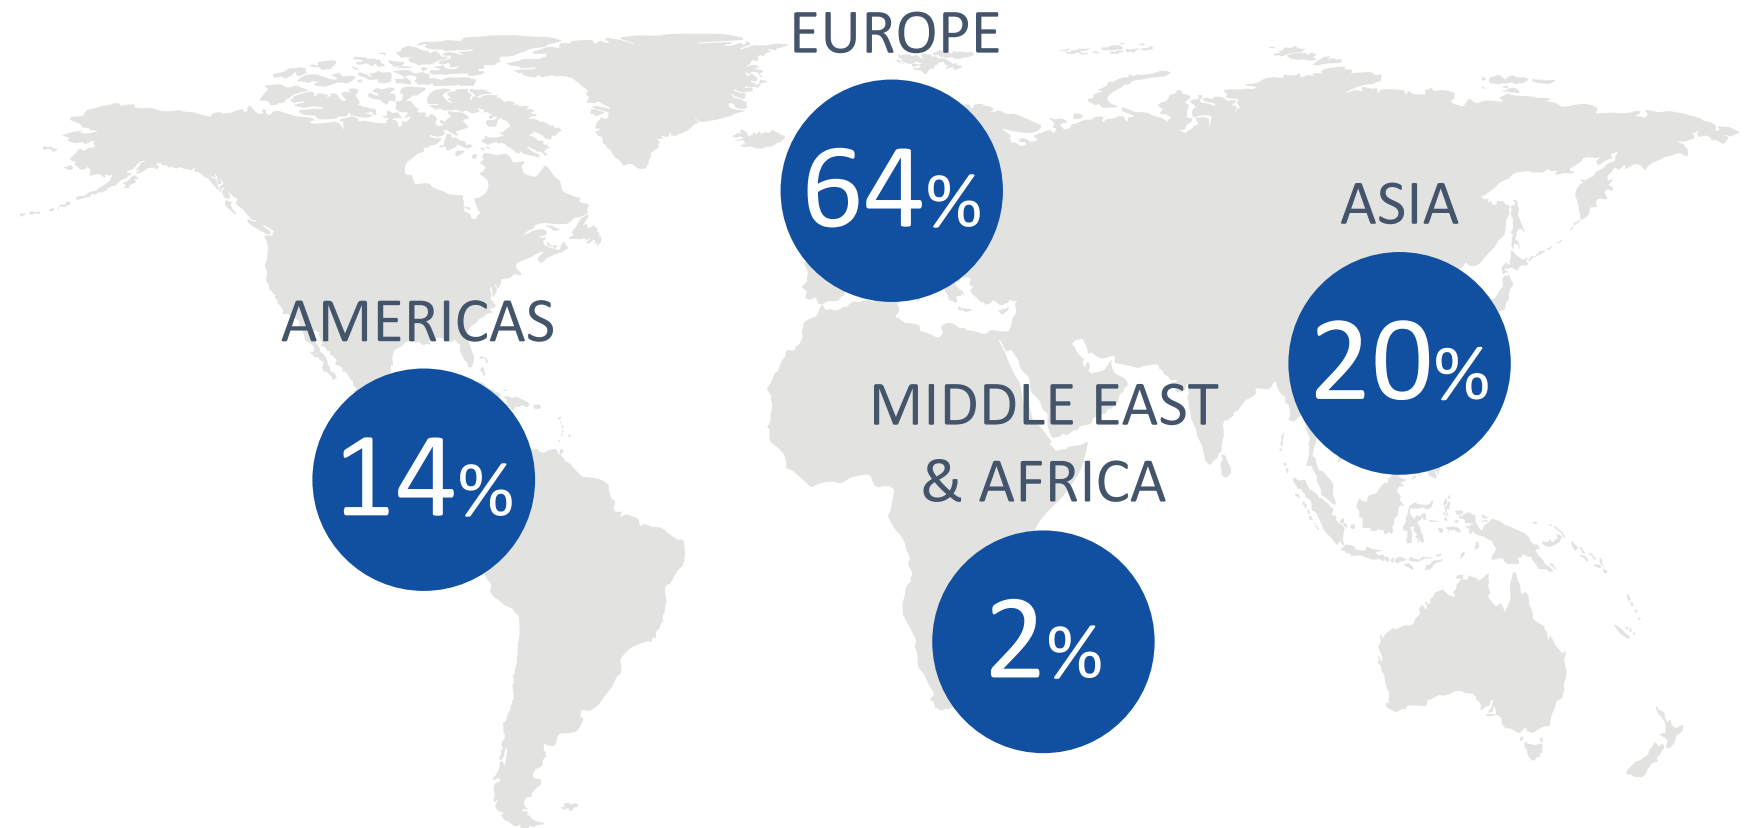 EUROPE
64%
ASIA
20%
AMERICAS
14%
MIDDLE EAST
& AFRICA
2%